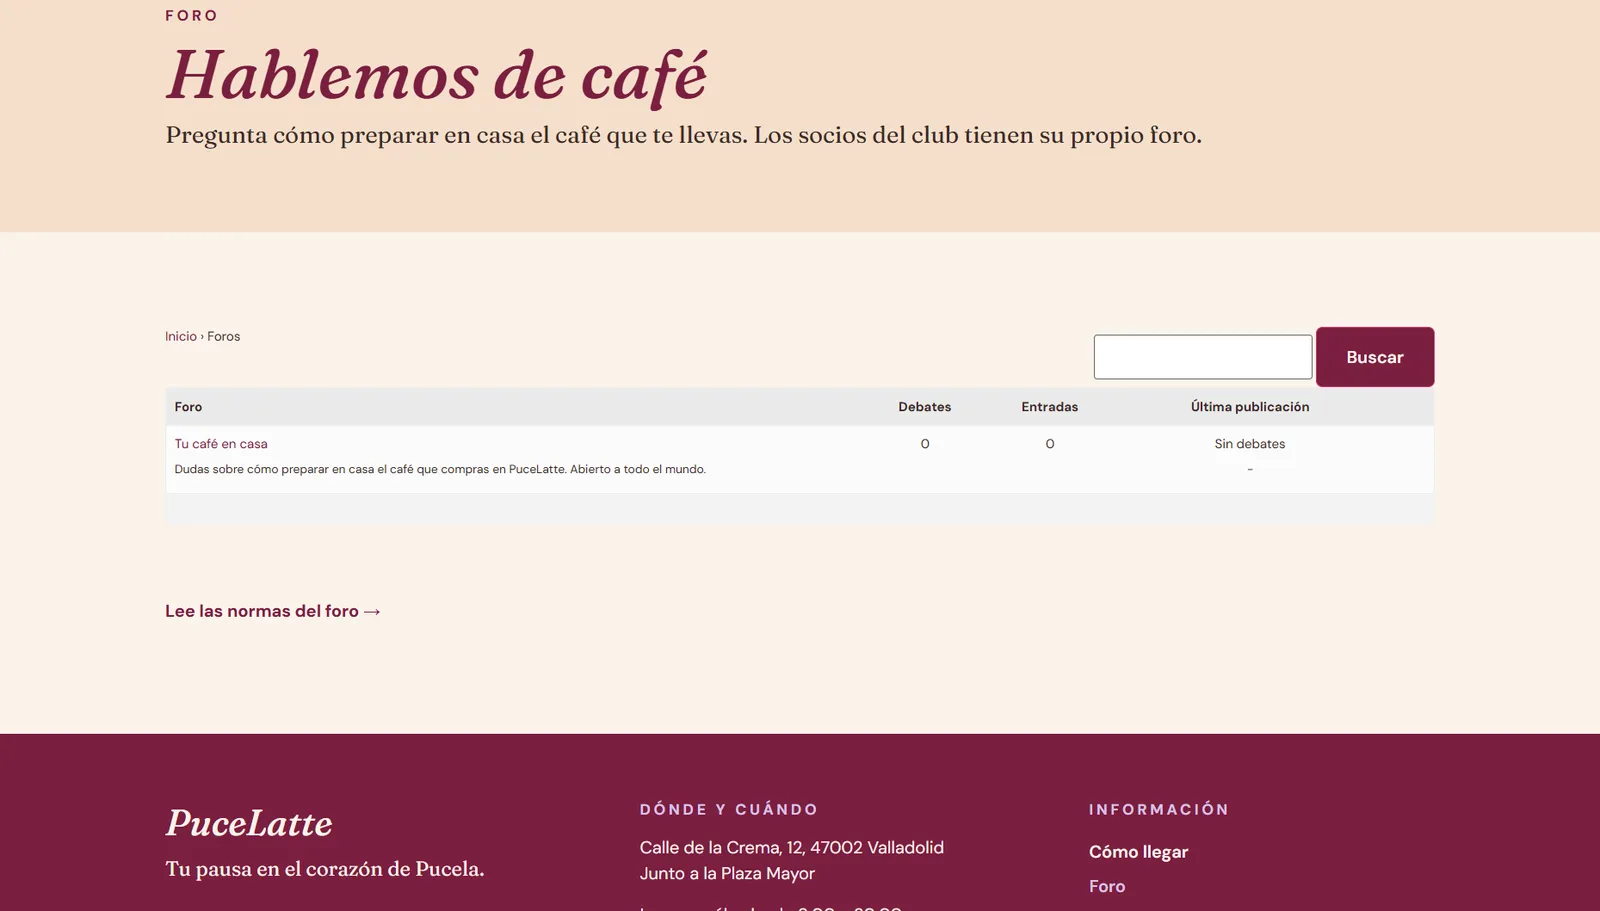 FORO
Hablemos de café
Pregunta cómo preparar en casa el café que te llevas. Los socios del club tienen su propio foro.
Inicio › Foros
Buscar
Foro Debates Entradas Última publicación
Tu café en casa 0 0 Sin debates
Dudas sobre cómo preparar en casa el café que compras en PuceLatte. Abierto a todo el mundo. -
Lee las normas del foro →
PuceLatte
Tu pausa en el corazón de Pucela.
DÓNDE Y CUÁNDO
Calle de la Crema, 12, 47002 Valladolid
Junto a la Plaza Mayor
INFORMACIÓN
Cómo llegar
Foro